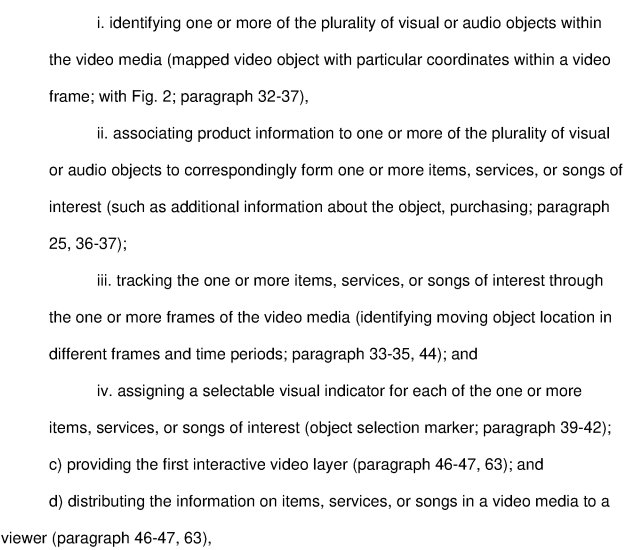 i. identifying one or more of the plurality of visual or audio objects within
the video media (mapped video object with particular coordinates within a video
frame; with Fig. 2; paragraph 32-37),
ii. associating product information to one or more of the plurality of visual
or audio objects to correspondingly form one or more items, services, or songs of
interest (such as additional information about the object, purchasing; paragraph
25, 36-37);
iii. tracking the one or more items, services, or songs of interest through
the one or more frames of the video media (identifying moving object location in
different frames and time periods; paragraph 33-35, 44); and
iv. assigning a selectable visual indicator for each of the one or more
items, services, or songs of interest (object selection marker; paragraph 39-42);
c) providing the first interactive video layer (paragraph 46-47, 63); and
d) distributing the information on items, services, or songs in a video media to a
viewer (paragraph 46-47, 63),